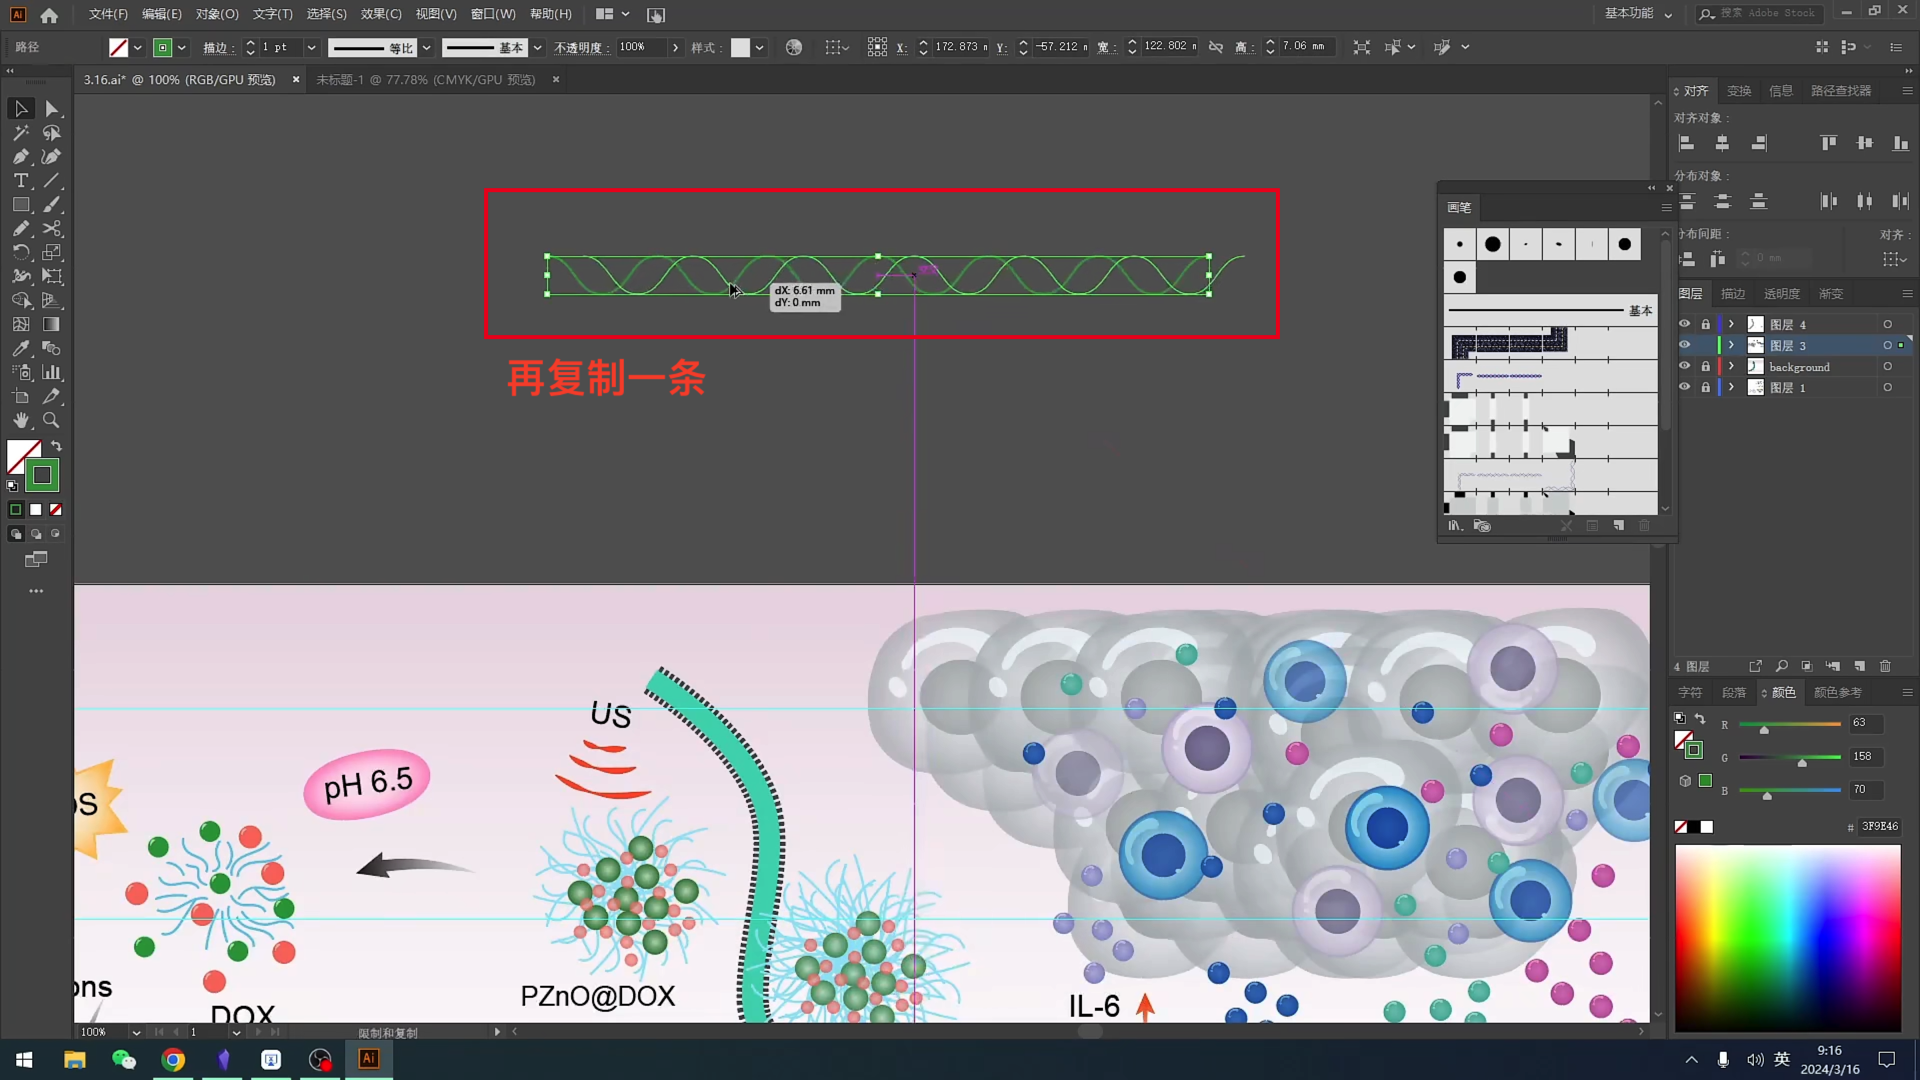 文件(F) 编辑(E) 对象(O) 文字(T) 选择(S) 效果(C) 视图(V) 窗口(W) 帮助(H)
基本功能
搜索 Adobe Stock
路径
描边:
1 pt
等比
基本
不透明度:
100%
样式:
X:
172.873
Y:
-57.212
宽:
122.802
高:
7.06 mm
3.16.ai* @ 100% (RGB/GPU 预览)
未标题-1 @ 77.78% (CMYK/GPU 预览)
对齐 变换 信息 路径查找器
对齐对象:
分布对象:
分布间距:
对齐:
0 mm
画笔
基本
dX: 6.61 mm
dY: 0 mm
再复制一条
图层 描边 透明度 渐变
图层 4
图层 3
background
图层 1
4 图层
字符 段落 颜色 颜色参考
R
63
G
158
B
70
#
3F9E46
US
pH 6.5
PZnO@DOX
DOX
IL-6
100%
1
限制和复制
英
9:16
2024/3/16